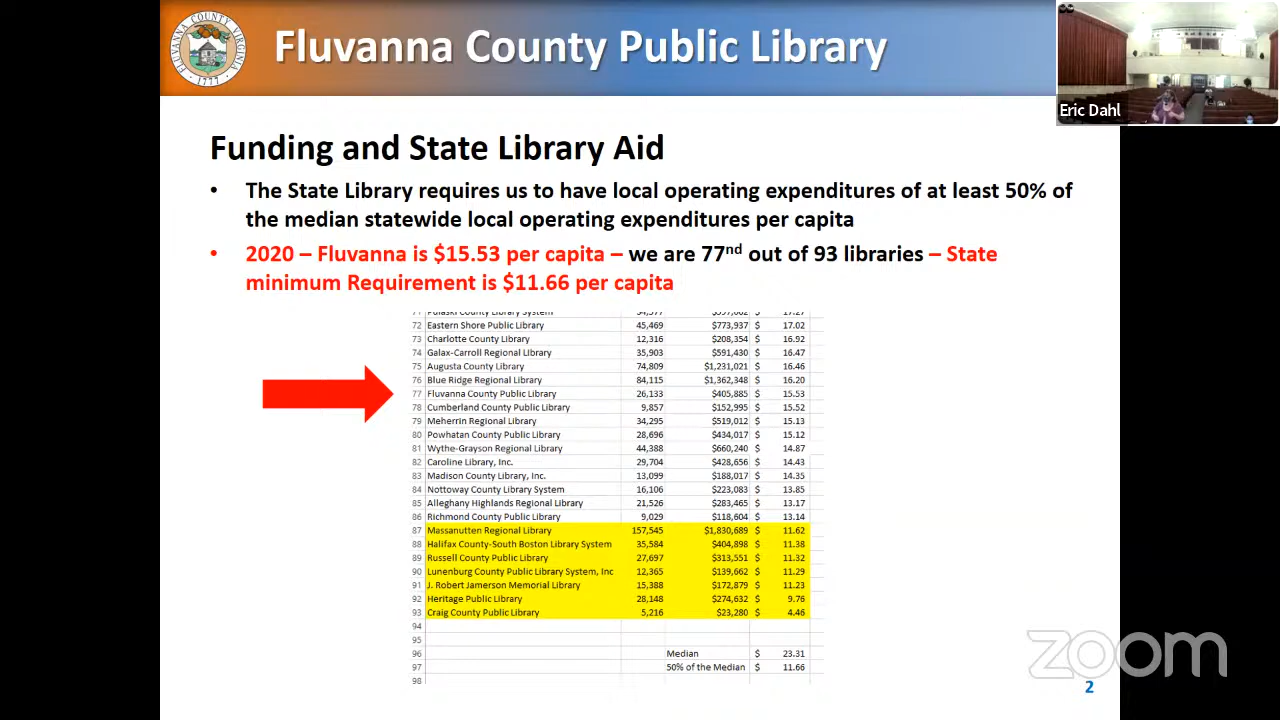 Fluvanna County Public Library
FLUVANNA COUNTY VIRGINIA
1777
Eric Dahl
Funding and State Library Aid
• The State Library requires us to have local operating expenditures of at least 50% of
the median statewide local operating expenditures per capita
• 2020 – Fluvanna is $15.53 per capita – we are 77nd out of 93 libraries – State
minimum Requirement is $11.66 per capita
71 Pulaski County Library System 34,577 17.27
72 Eastern Shore Public Library 45,469 $773,937 $ 17.02
73 Charlotte County LIbrary 12,316 $208,354 $ 16.92
74 Galax-Carroll Regional Library 35,903 $591,430 $ 16.47
75 Augusta County Library 74,809 $1,231,021 $ 16.46
76 Blue Ridge Regional Library 84,115 $1,362,348 $ 16.20
77 Fluvanna County Public Library 26,133 $405,885 $ 15.53
78 Cumberland County Public Library 9,857 $152,995 $ 15.52
79 Meherrin Regional Library 34,295 $519,012 $ 15.13
80 Powhatan County Public Library 28,696 $434,017 $ 15.12
81 Wythe-Grayson Regional Library 44,388 $660,240 $ 14.87
82 Caroline Library, Inc. 29,704 $428,656 $ 14.43
83 Madison County Library, Inc. 13,099 $188,017 $ 14.35
84 Nottoway County Library System 16,106 $223,083 $ 13.85
85 Alleghany Highlands Regional Library 21,526 $283,465 $ 13.17
86 Richmond County Public Library 9,029 $118,604 $ 13.14
87 Massanutten Regional Library 157,545 $1,830,689 $ 11.62
88 Halifax County-South Boston Library System 35,584 $404,898 $ 11.38
89 Russell County Public Library 27,697 $313,551 $ 11.32
90 Lunenburg County Public Library System, Inc 12,365 $139,662 $ 11.29
91 J. Robert Jamerson Memorial Library 15,388 $172,879 $ 11.23
92 Heritage Public Library 28,148 $274,632 $ 9.76
93 Craig County Public Library 5,216 $23,280 $ 4.46
94
95
96 Median $ 23.31
97 50% of the Median $ 11.66
98
zoom
2